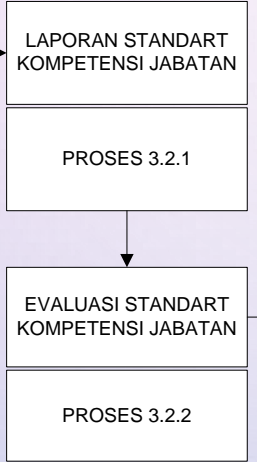 LAPORAN STANDART
KOMPETENSI JABATAN
PROSES 3.2.1
EVALUASI STANDART
KOMPETENSI JABATAN
PROSES 3.2.2